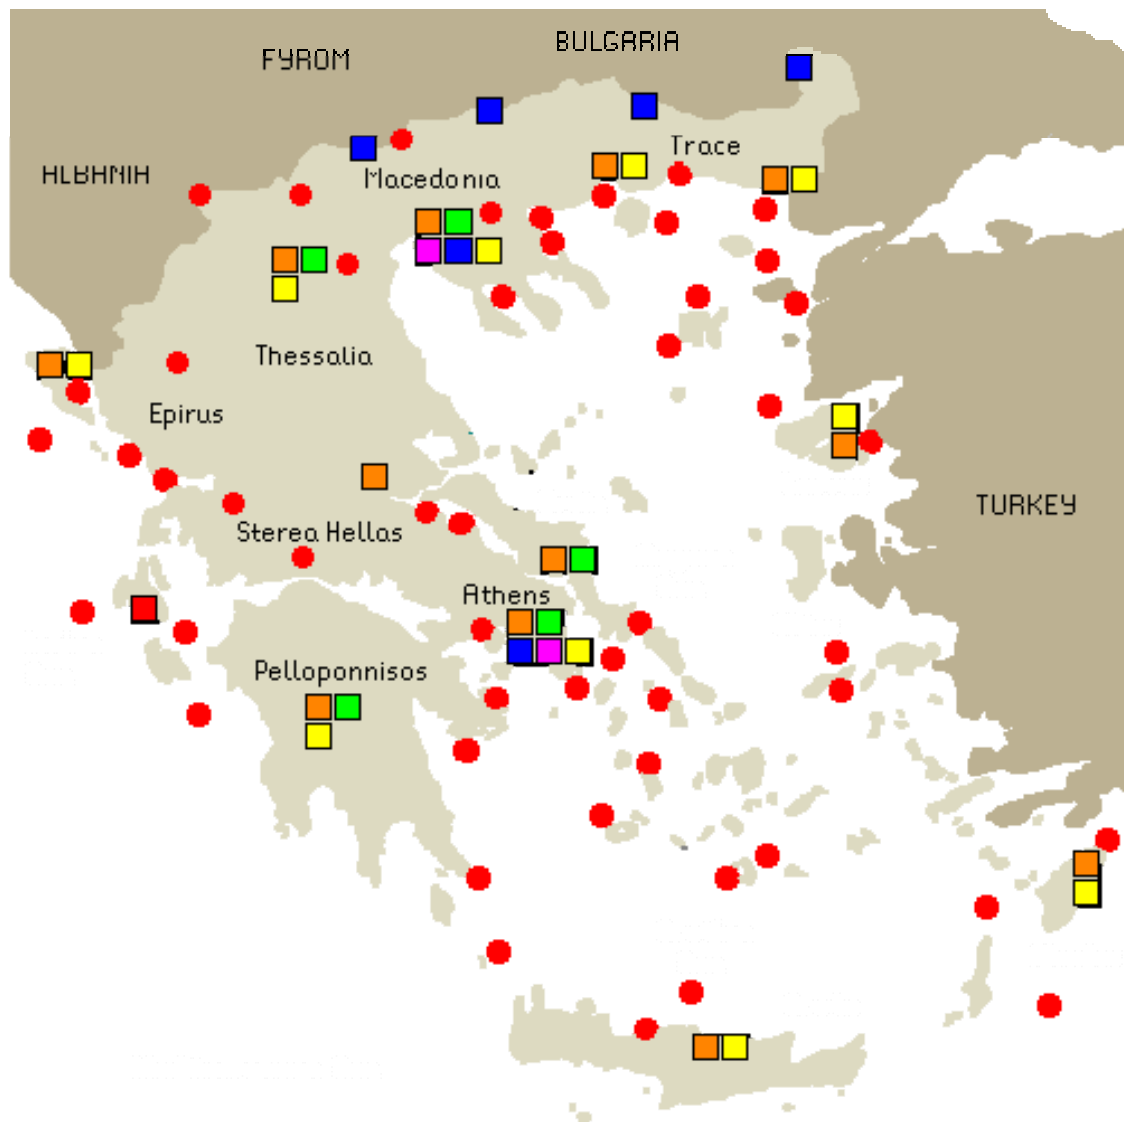 BULGARIA
FYROM
Trace
ALBANIA
Macedonia
Thessalia
Epirus
TURKEY
Sterea Hellas
Athens
Pelloponnisos